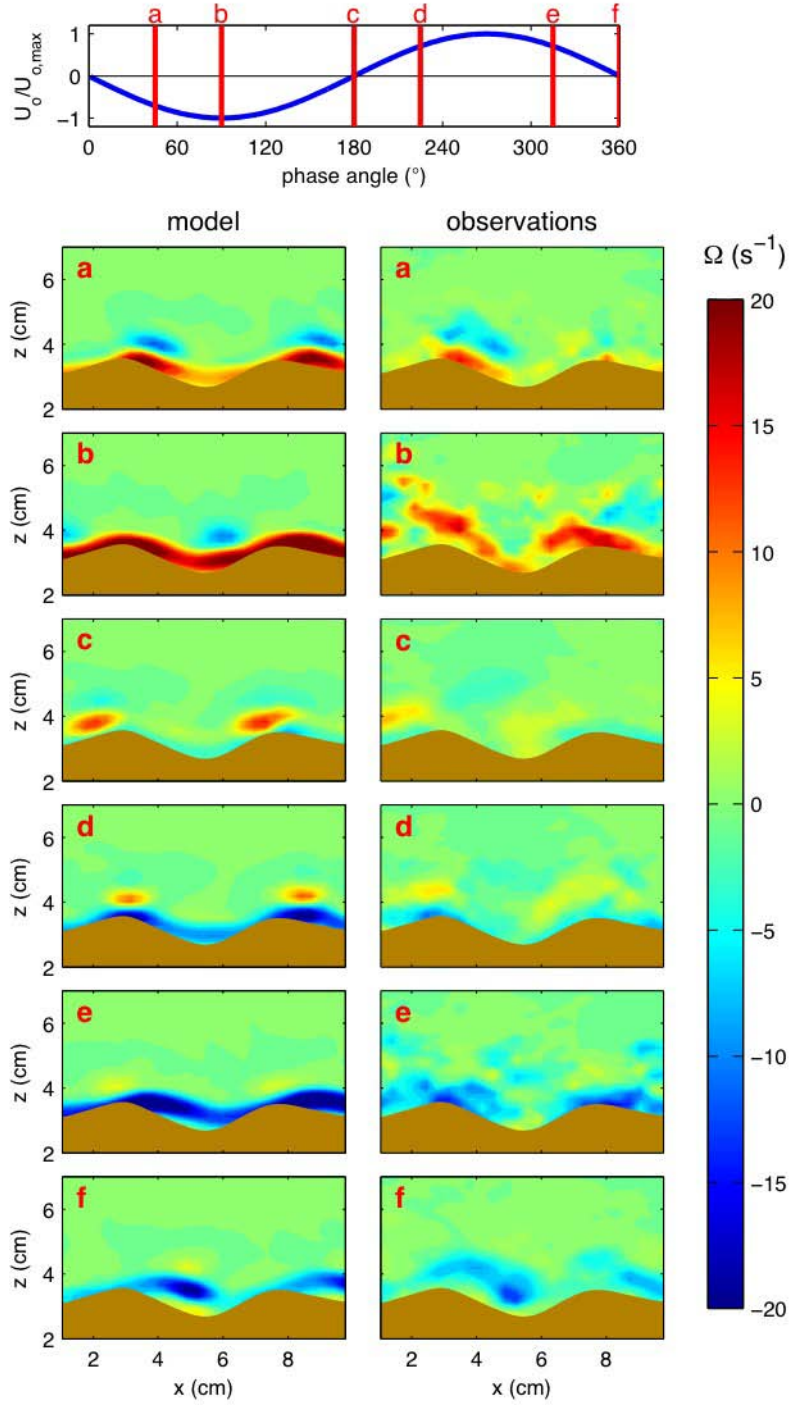 a b c d e f
U_o/U_o,max
1
0
−1
0 60 120 180 240 300 360
phase angle (°)
model observations
Ω (s⁻¹)
a a
z (cm)
6
4
2
b b
z (cm)
6
4
2
c c
z (cm)
6
4
2
d d
z (cm)
6
4
2
e e
z (cm)
6
4
2
f f
z (cm)
6
4
2
2 4 6 8 2 4 6 8
x (cm) x (cm)
20
15
10
5
0
−5
−10
−15
−20